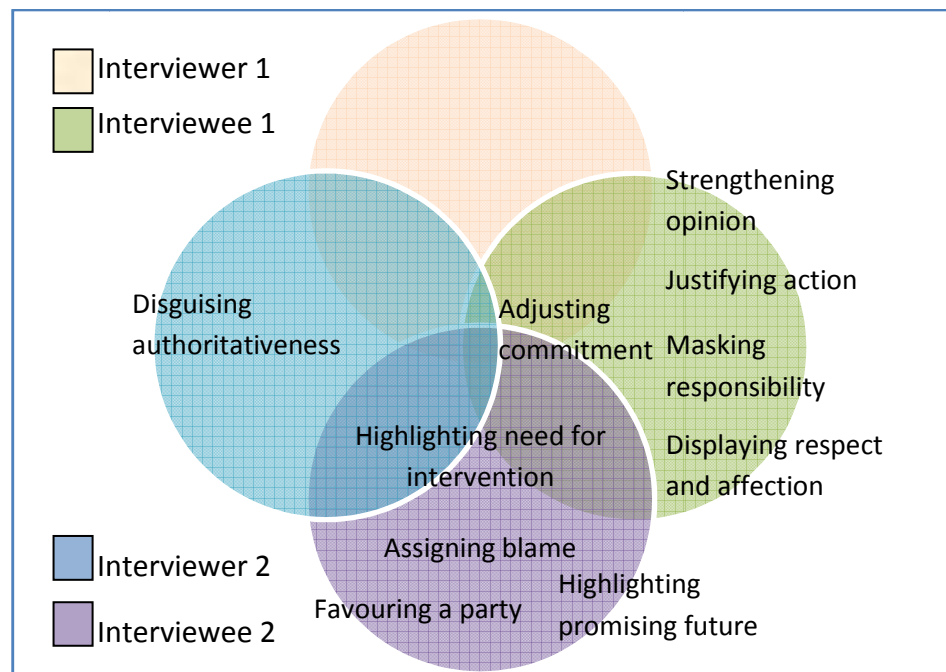 Interviewer 1
Interviewee 1
Strengthening
opinion
Justifying action
Disguising
authoritativeness
Adjusting
commitment
Masking
responsibility
Highlighting need for
intervention
Displaying respect
and affection
Assigning blame
Favouring a party
Highlighting
promising future
Interviewer 2
Interviewee 2